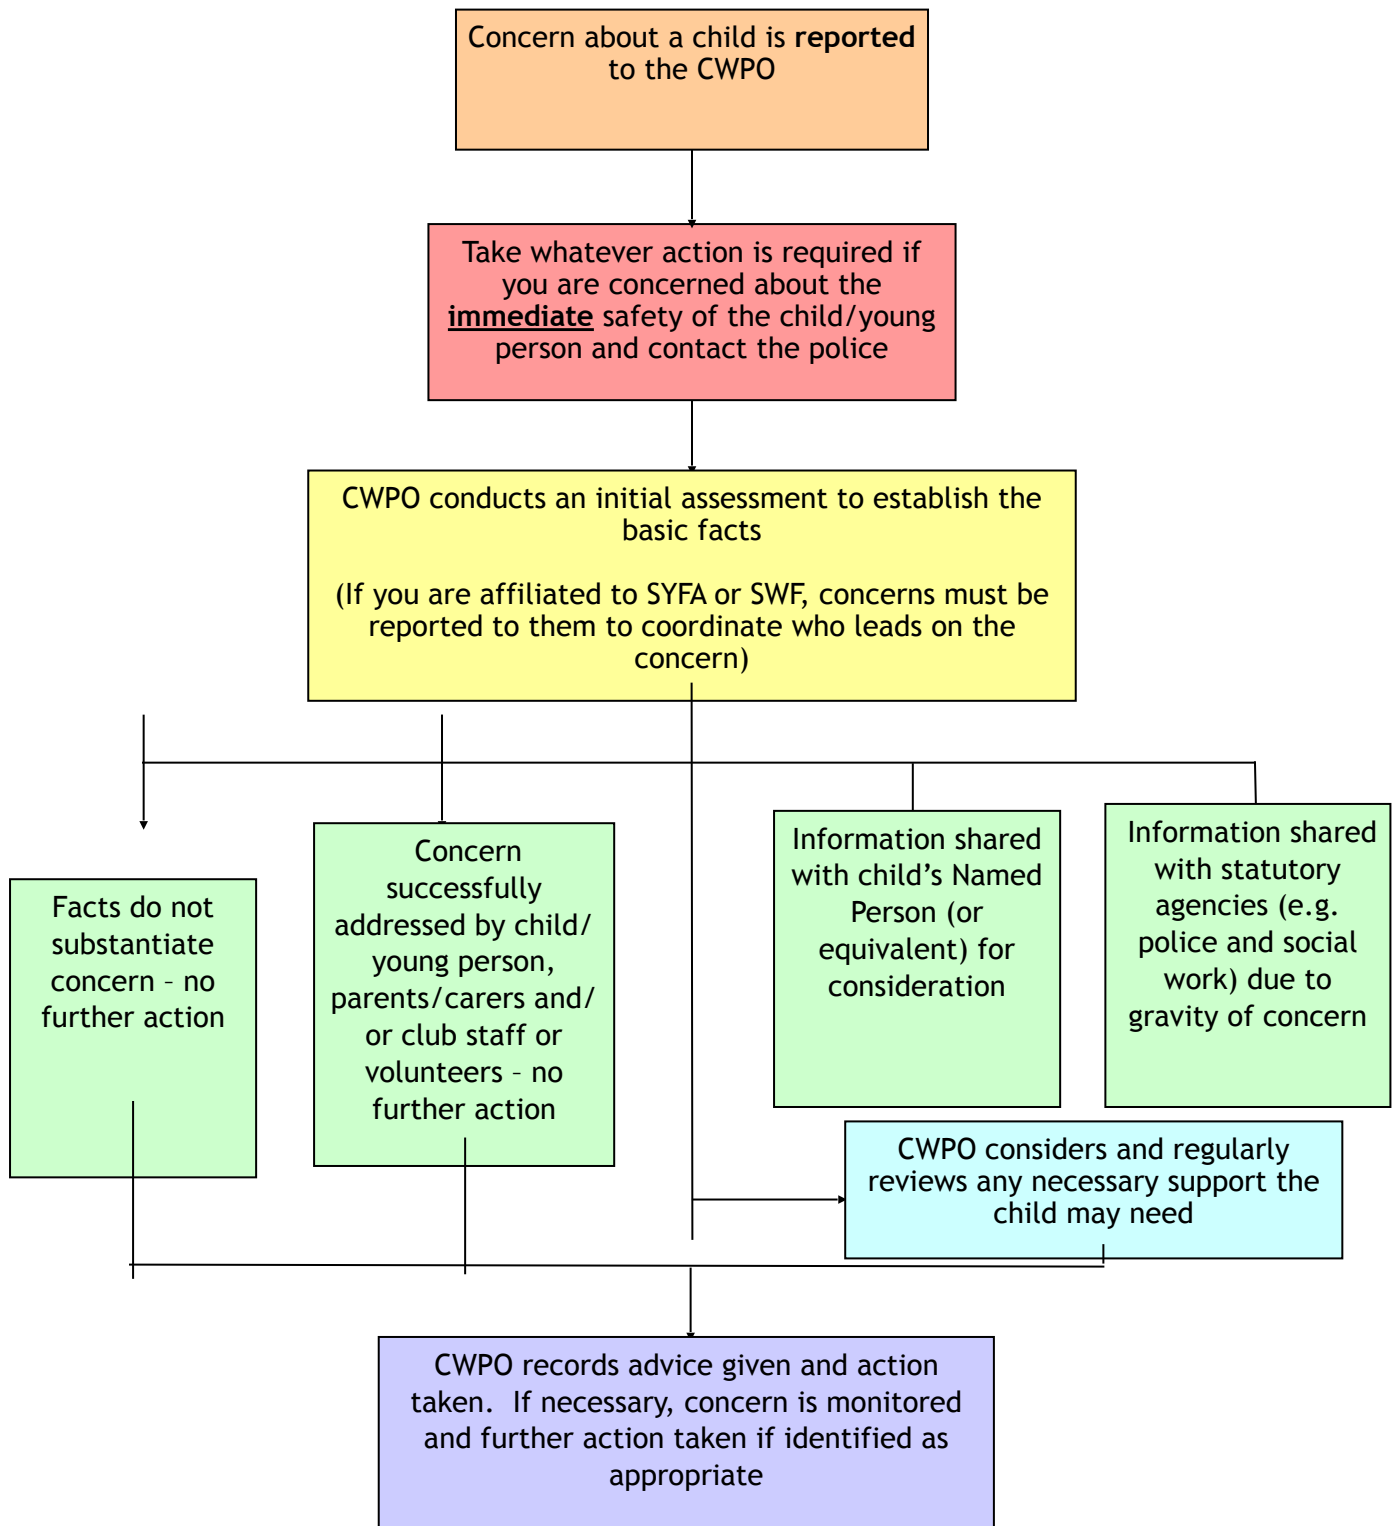 Concern about a child is reported
to the CWPO
Take whatever action is required if
you are concerned about the
immediate safety of the child/young
person and contact the police
CWPO conducts an initial assessment to establish the
basic facts
(If you are affiliated to SYFA or SWF, concerns must be
reported to them to coordinate who leads on the
concern)
Facts do not
substantiate
concern – no
further action
Concern
successfully
addressed by child/
young person,
parents/carers and/
or club staff or
volunteers – no
further action
Information shared
with child’s Named
Person (or
equivalent) for
consideration
Information shared
with statutory
agencies (e.g.
police and social
work) due to
gravity of concern
CWPO considers and regularly
reviews any necessary support the
child may need
CWPO records advice given and action
taken.  If necessary, concern is monitored
and further action taken if identified as
appropriate